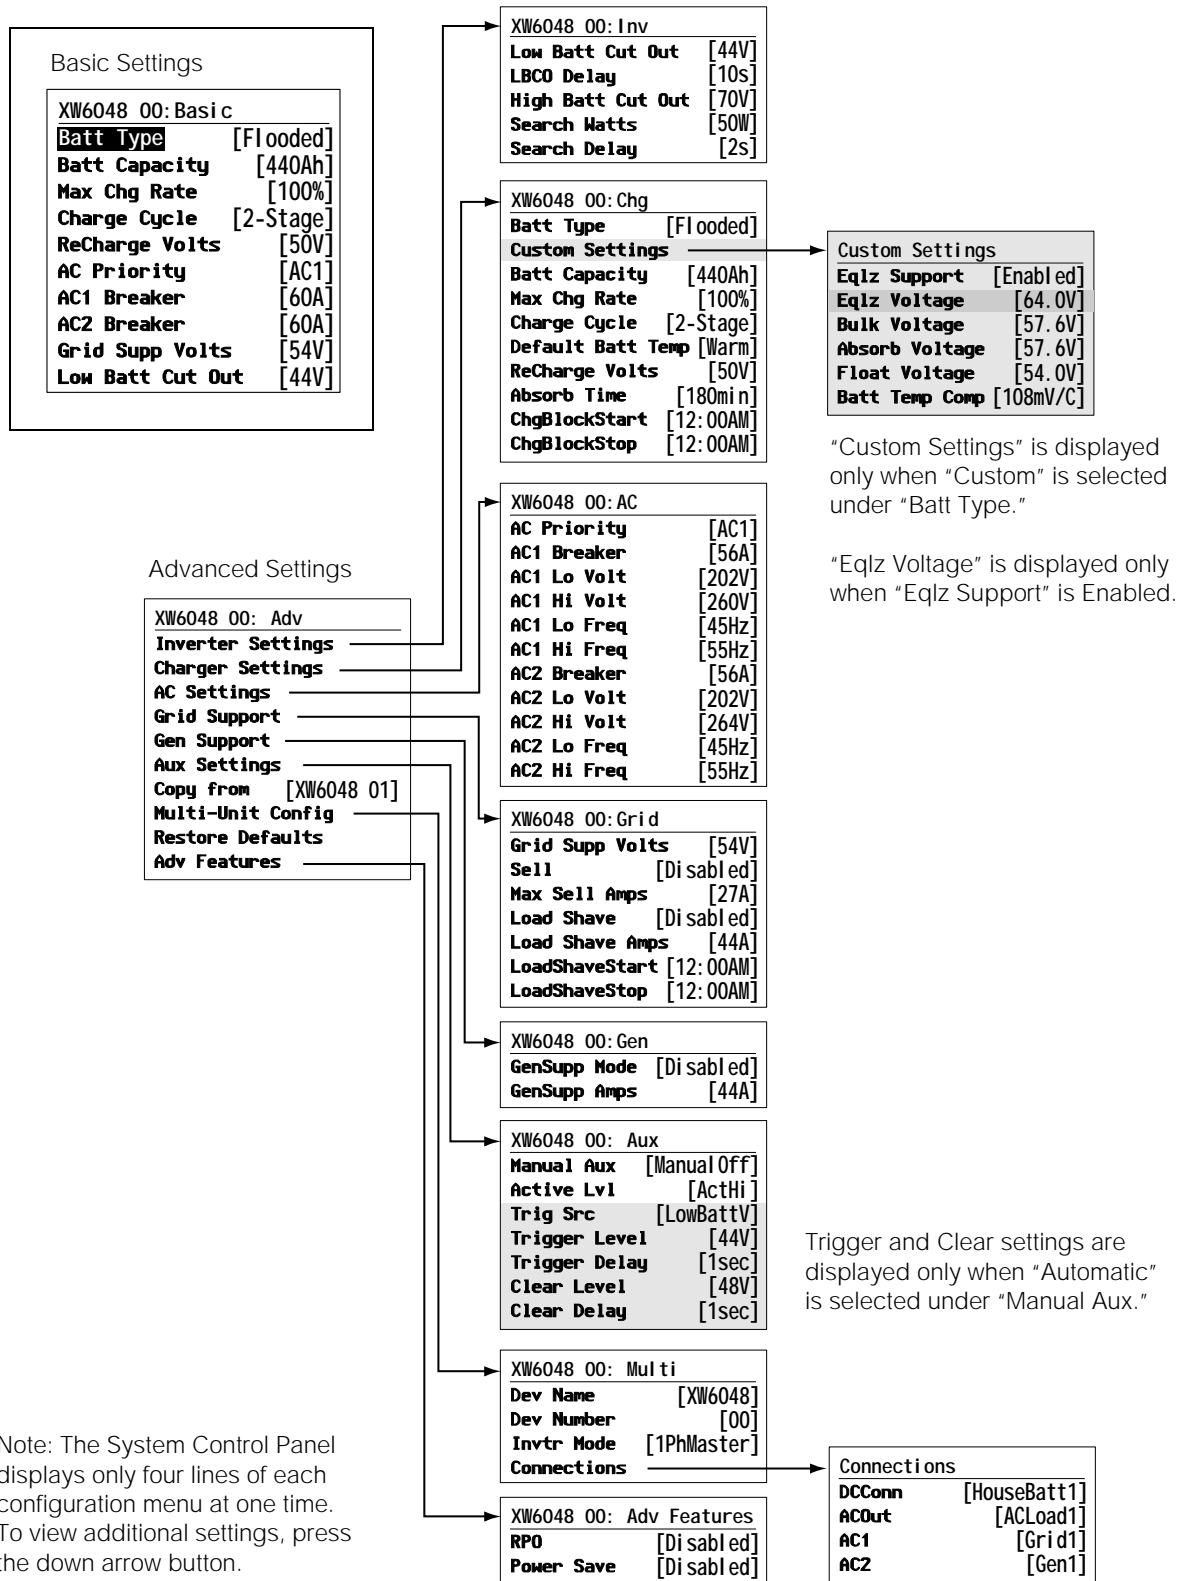 Basic Settings
XW6048 00:Basic
Batt Type [Flooded]
Batt Capacity [440Ah]
Max Chg Rate [100%]
Charge Cycle [2-Stage]
ReCharge Volts [50V]
AC Priority [AC1]
AC1 Breaker [60A]
AC2 Breaker [60A]
Grid Supp Volts [54V]
Low Batt Cut Out [44V]
Advanced Settings
XW6048 00: Adv
Inverter Settings
Charger Settings
AC Settings
Grid Support
Gen Support
Aux Settings
Copy from [XW6048 01]
Multi-Unit Config
Restore Defaults
Adv Features
XW6048 00:Inv
Low Batt Cut Out [44V]
LBCO Delay [10s]
High Batt Cut Out [70V]
Search Watts [50W]
Search Delay [2s]
XW6048 00:Chg
Batt Type [Flooded]
Custom Settings
Batt Capacity [440Ah]
Max Chg Rate [100%]
Charge Cycle [2-Stage]
Default Batt Temp [Warm]
ReCharge Volts [50V]
Absorb Time [180min]
ChgBlockStart [12:00AM]
ChgBlockStop [12:00AM]
Custom Settings
Eqlz Support [Enabled]
Eqlz Voltage [64.0V]
Bulk Voltage [57.6V]
Absorb Voltage [57.6V]
Float Voltage [54.0V]
Batt Temp Comp [108mV/C]
“Custom Settings” is displayed
only when “Custom” is selected
under “Batt Type.”
“Eqlz Voltage” is displayed only
when “Eqlz Support” is Enabled.
XW6048 00:AC
AC Priority [AC1]
AC1 Breaker [56A]
AC1 Lo Volt [202V]
AC1 Hi Volt [260V]
AC1 Lo Freq [45Hz]
AC1 Hi Freq [55Hz]
AC2 Breaker [56A]
AC2 Lo Volt [202V]
AC2 Hi Volt [264V]
AC2 Lo Freq [45Hz]
AC2 Hi Freq [55Hz]
XW6048 00:Grid
Grid Supp Volts [54V]
Sell [Disabled]
Max Sell Amps [27A]
Load Shave [Disabled]
Load Shave Amps [44A]
LoadShaveStart [12:00AM]
LoadShaveStop [12:00AM]
XW6048 00:Gen
GenSupp Mode [Disabled]
GenSupp Amps [44A]
XW6048 00: Aux
Manual Aux [ManualOff]
Active Lvl [ActHi]
Trig Src [LowBattV]
Trigger Level [44V]
Trigger Delay [1sec]
Clear Level [48V]
Clear Delay [1sec]
Trigger and Clear settings are
displayed only when “Automatic”
is selected under “Manual Aux.”
XW6048 00: Multi
Dev Name [XW6048]
Dev Number [00]
Invtr Mode [1PhMaster]
Connections
Connections
DCConn [HouseBatt1]
ACOut [ACLoad1]
AC1 [Grid1]
AC2 [Gen1]
XW6048 00: Adv Features
RPO [Disabled]
Power Save [Disabled]
Note: The System Control Panel
displays only four lines of each
configuration menu at one time.
To view additional settings, press
the down arrow button.